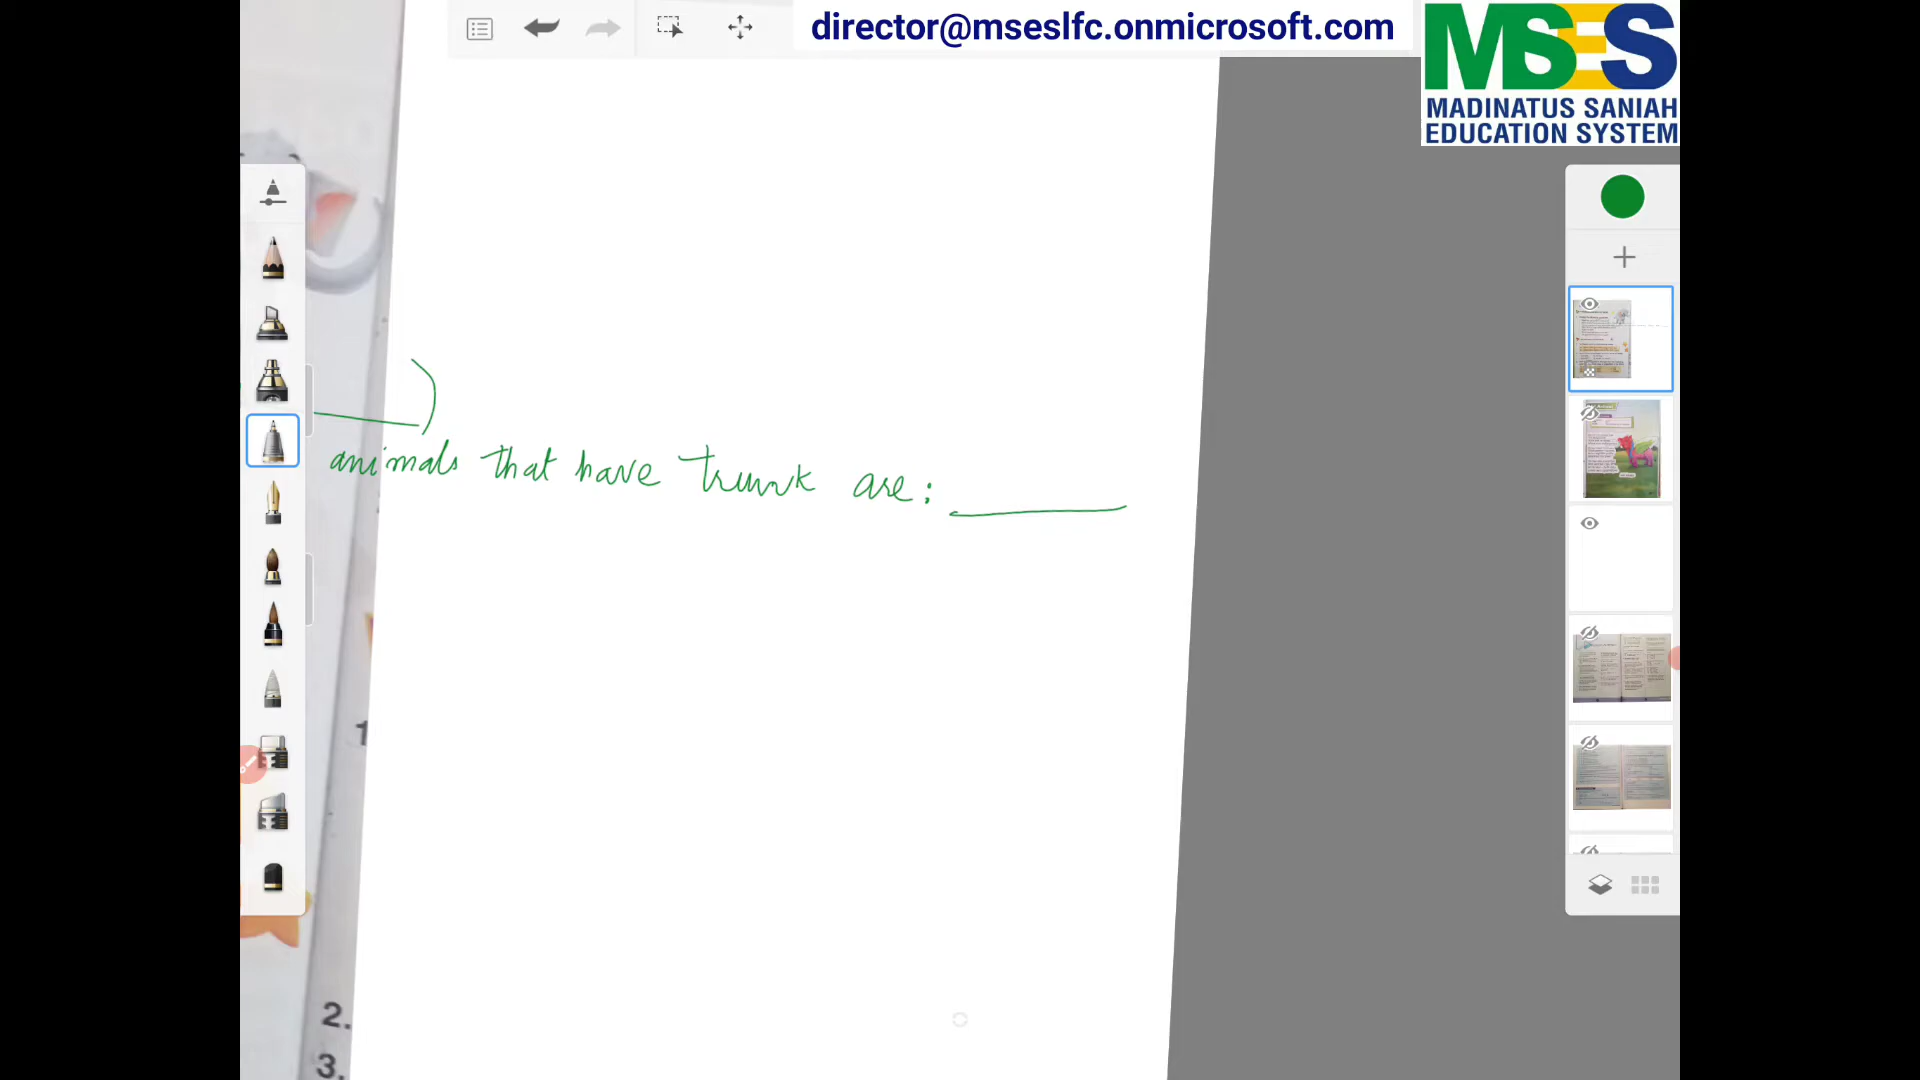 director@mseslfc.onmicrosoft.com
MSES
MADINATUS SANIAH
EDUCATION SYSTEM
animals that have trunk are: ______
1
2.
3.